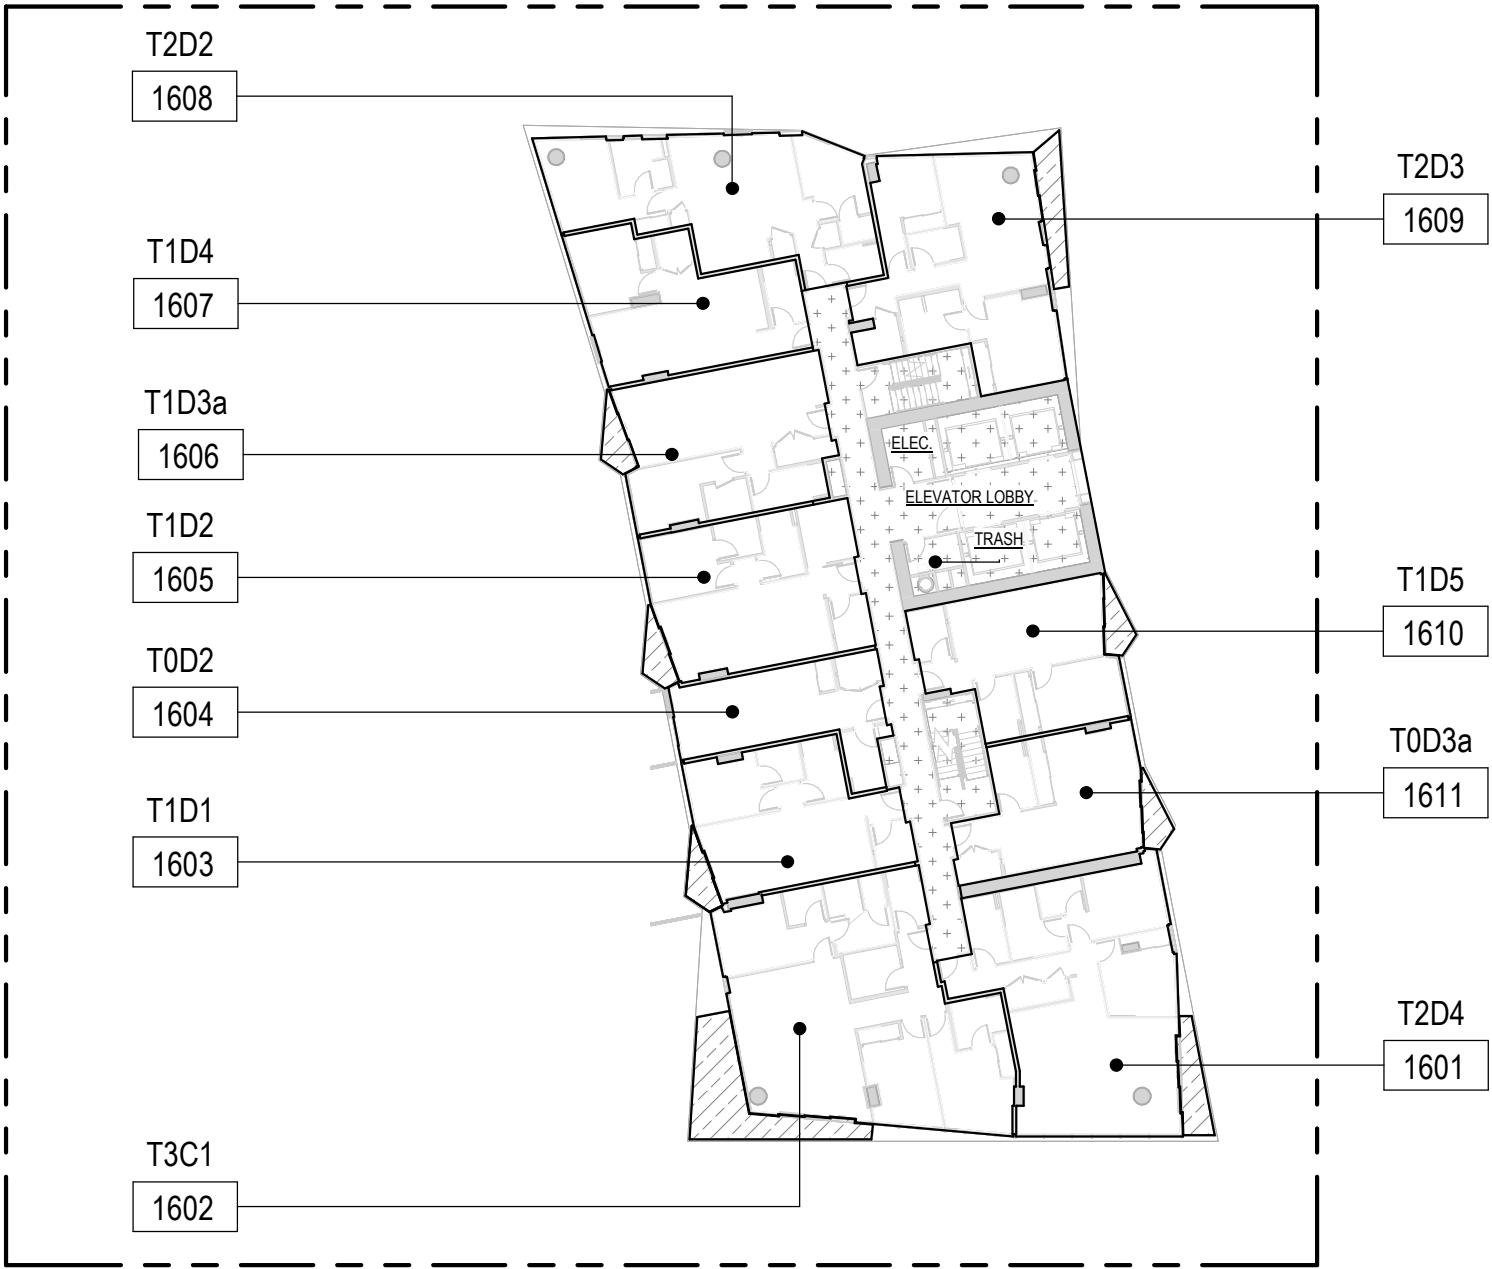 T2D2
1608
T2D3
1609
T1D4
1607
T1D3a
1606
ELEC.
ELEVATOR LOBBY
TRASH
T1D2
1605
T1D5
1610
T0D2
1604
T0D3a
1611
T1D1
1603
T2D4
1601
T3C1
1602